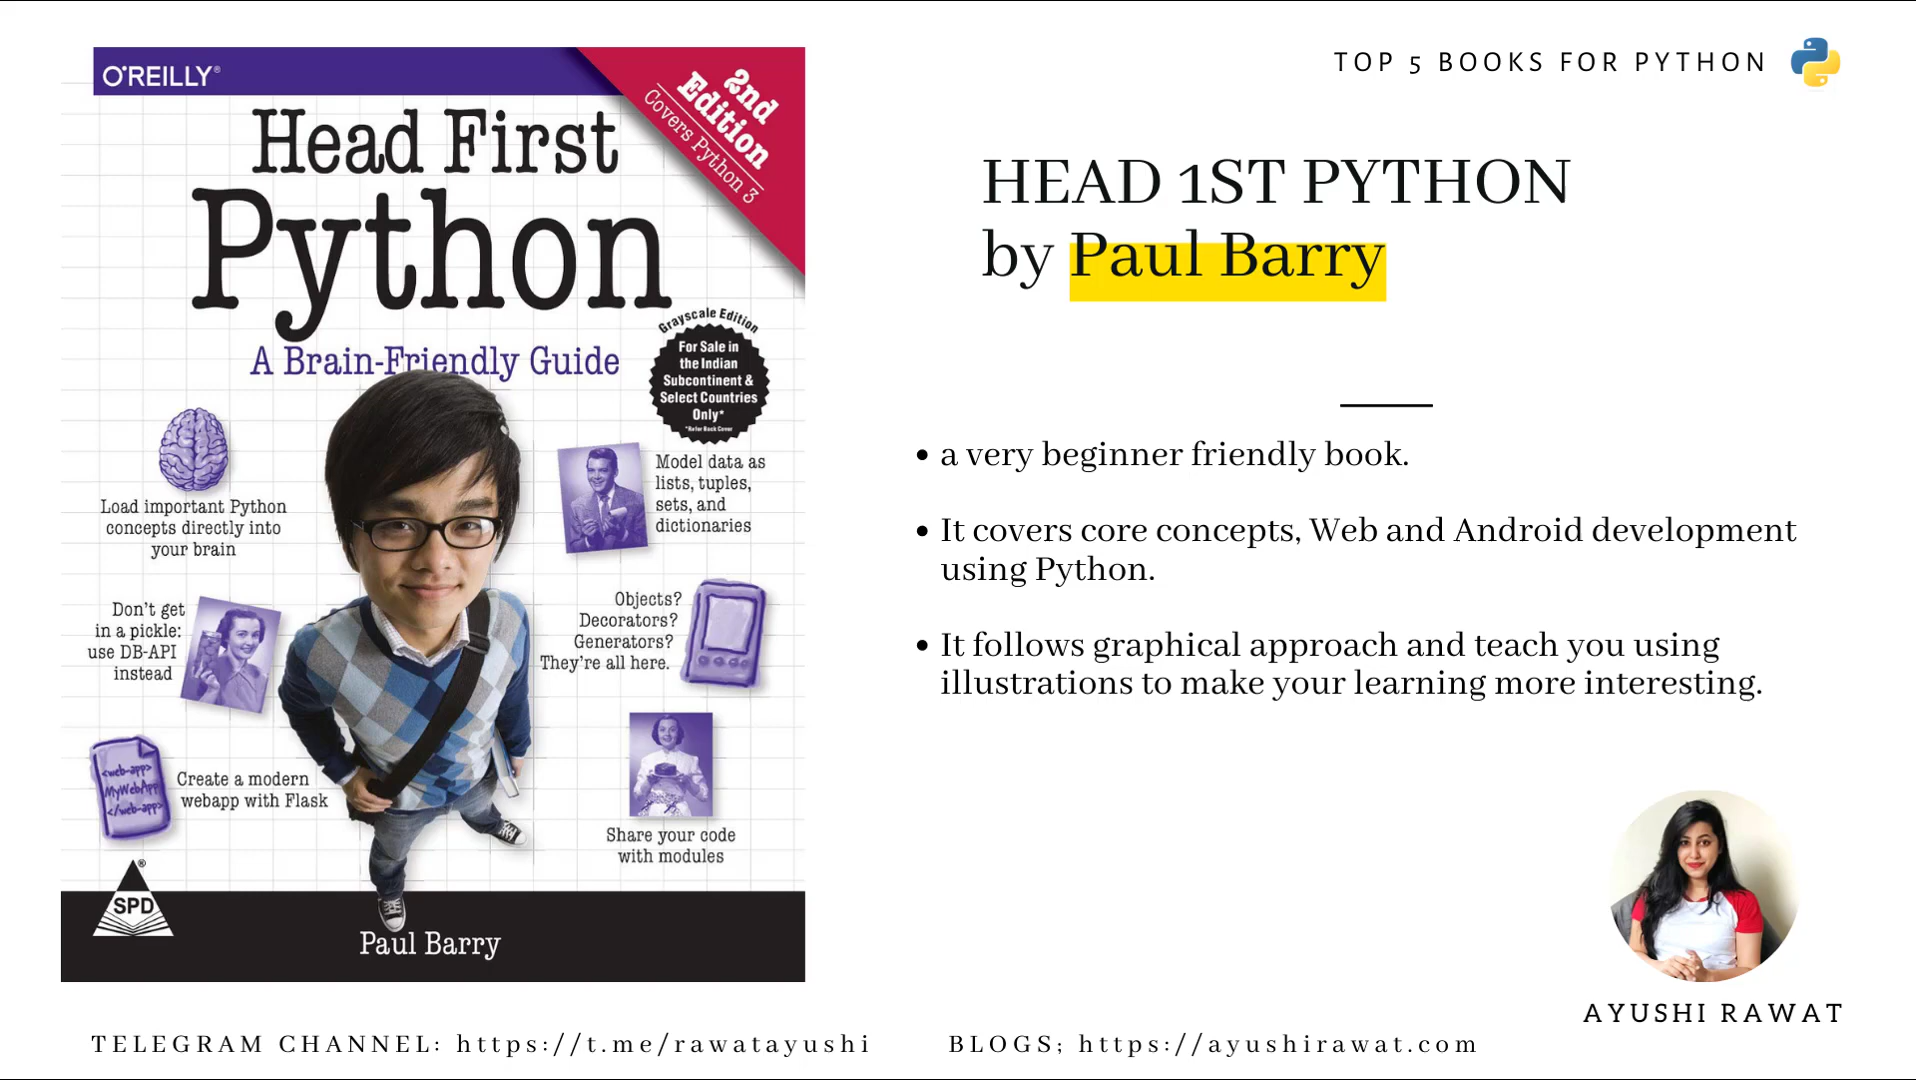 TOP 5 BOOKS FOR PYTHON
O'REILLY®
2nd
Edition
Covers Python 3
Head First
Python
A Brain-Friendly Guide
Grayscale Edition
For Sale in
the Indian
Subcontinent &
Select Countries
Only*
*Refer Back Cover
Load important Python
concepts directly into
your brain
Model data as
lists, tuples,
sets, and
dictionaries
Don't get
in a pickle:
use DB-API
instead
Objects?
Decorators?
Generators?
They're all here.
<web-app>
MyWebApp
</web-app>
Create a modern
webapp with Flask
Share your code
with modules
®
SPD
Paul Barry
HEAD 1ST PYTHON
by Paul Barry
• a very beginner friendly book.
• It covers core concepts, Web and Android development
using Python.
• It follows graphical approach and teach you using
illustrations to make your learning more interesting.
AYUSHI RAWAT
TELEGRAM CHANNEL: https://t.me/rawatayushi
BLOGS; https://ayushirawat.com